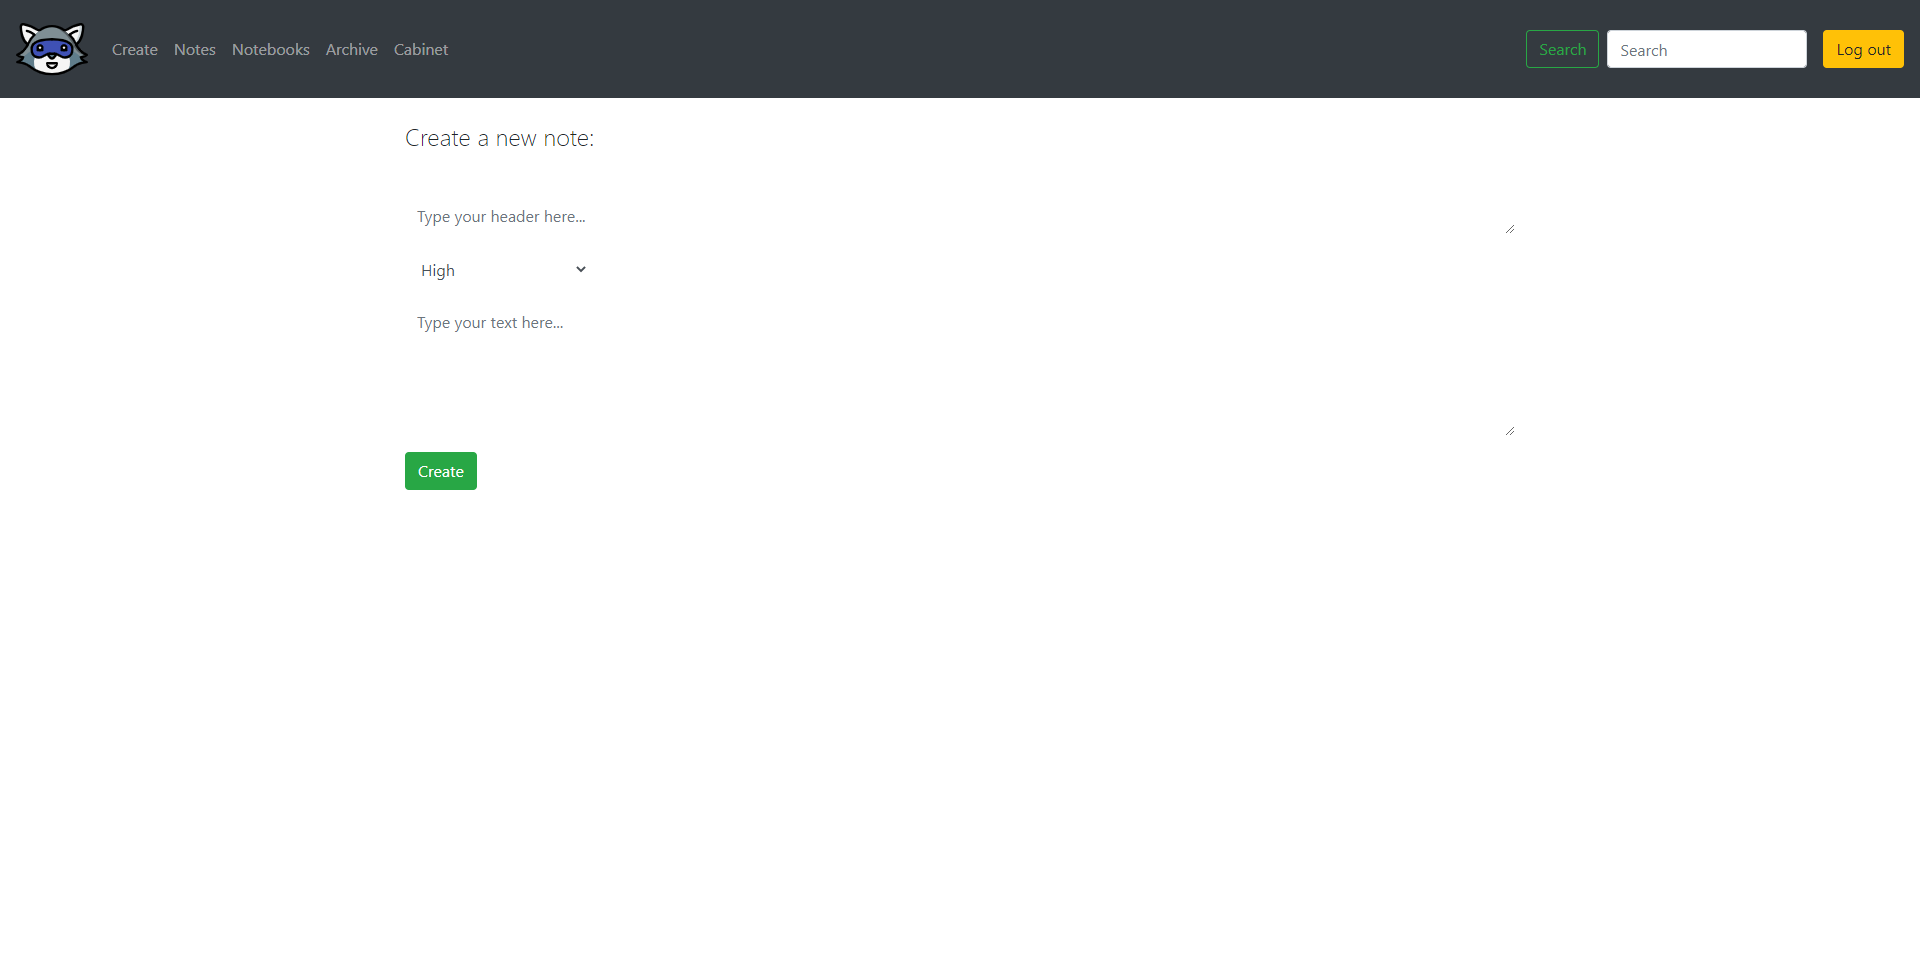 Create Notes Notebooks Archive Cabinet Search Search Log out
Create a new note:
Type your header here...
High
Type your text here...
Create